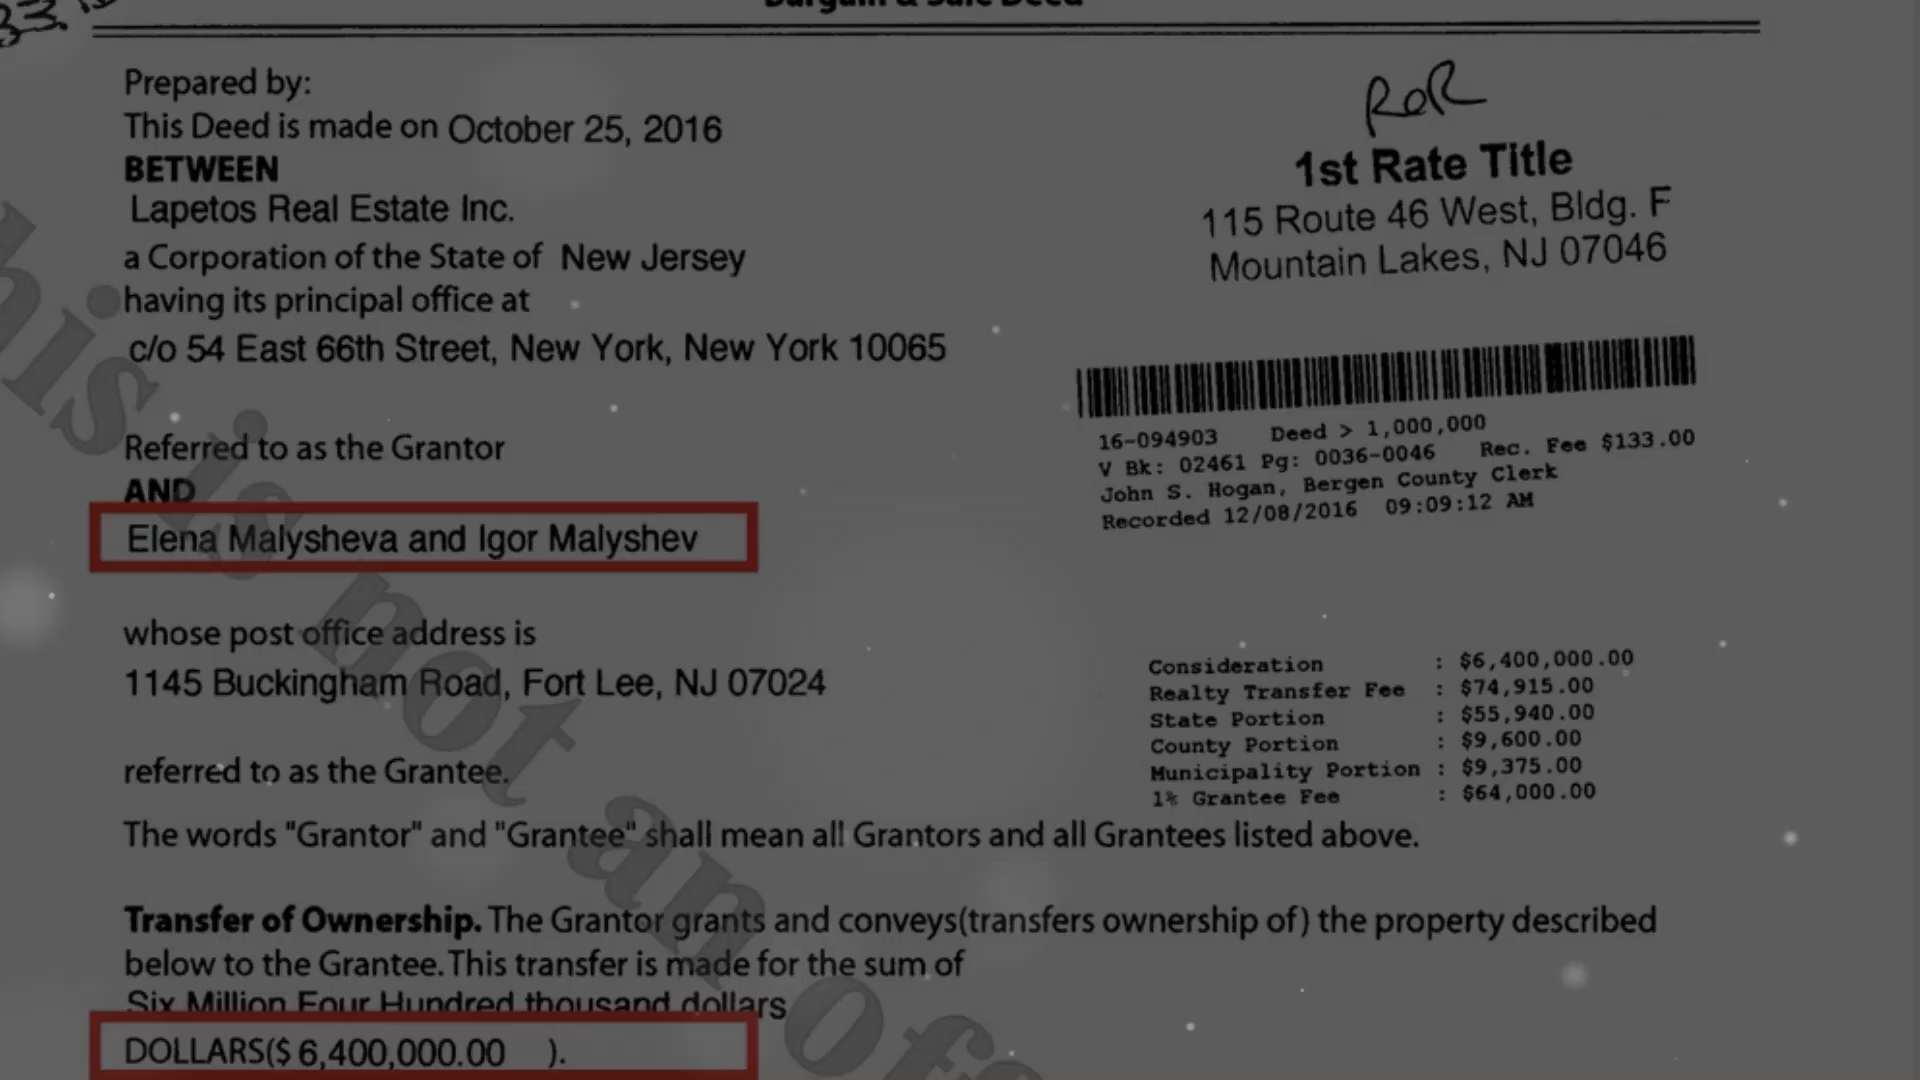 Bargain & Sale Deed
Prepared by:
This Deed is made on October 25, 2016
BETWEEN
Lapetos Real Estate Inc.
a Corporation of the State of New Jersey
having its principal office at
c/o 54 East 66th Street, New York, New York 10065
Referred to as the Grantor
AND
Elena Malysheva and Igor Malyshev
whose post office address is
1145 Buckingham Road, Fort Lee, NJ 07024
referred to as the Grantee.
RoR
1st Rate Title
115 Route 46 West, Bldg. F
Mountain Lakes, NJ 07046
16-094903 Deed > 1,000,000
V Bk: 02461 Pg: 0036-0046 Rec. Fee $133.00
John S. Hogan, Bergen County Clerk
Recorded 12/08/2016 09:09:12 AM
Consideration : $6,400,000.00
Realty Transfer Fee : $74,915.00
State Portion : $55,940.00
County Portion : $9,600.00
Municipality Portion : $9,375.00
1% Grantee Fee : $64,000.00
The words "Grantor" and "Grantee" shall mean all Grantors and all Grantees listed above.
Transfer of Ownership. The Grantor grants and conveys(transfers ownership of) the property described
below to the Grantee. This transfer is made for the sum of
Six Million Four Hundred thousand dollars
DOLLARS($ 6,400,000.00 ).
his is not an of